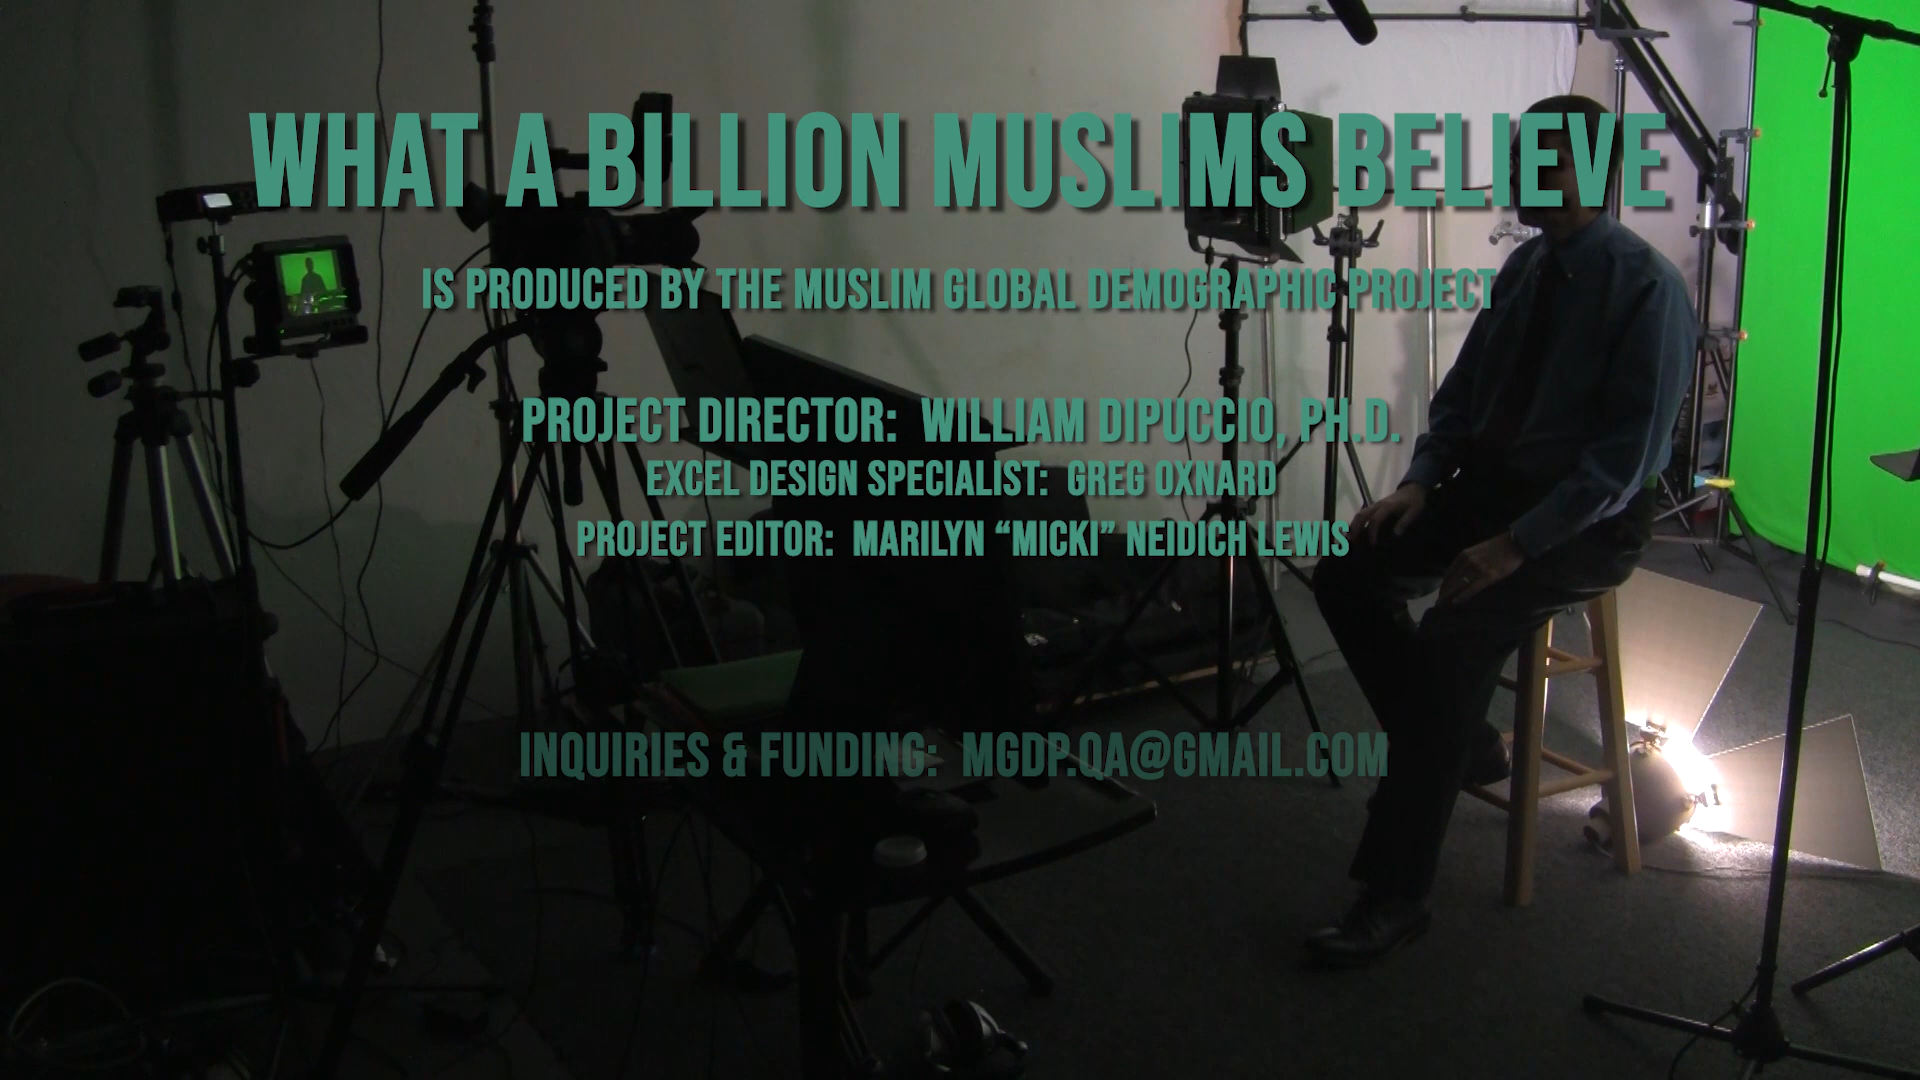 WHAT A BILLION MUSLIMS BELIEVE
IS PRODUCED BY THE MUSLIM GLOBAL DEMOGRAPHIC PROJECT
PROJECT DIRECTOR: WILLIAM DIPUCCIO, PH.D.
EXCEL DESIGN SPECIALIST: GREG OXNARD
PROJECT EDITOR: MARILYN “MICKI” NEIDICH LEWIS
INQUIRIES & FUNDING: MGDP.QA@GMAIL.COM